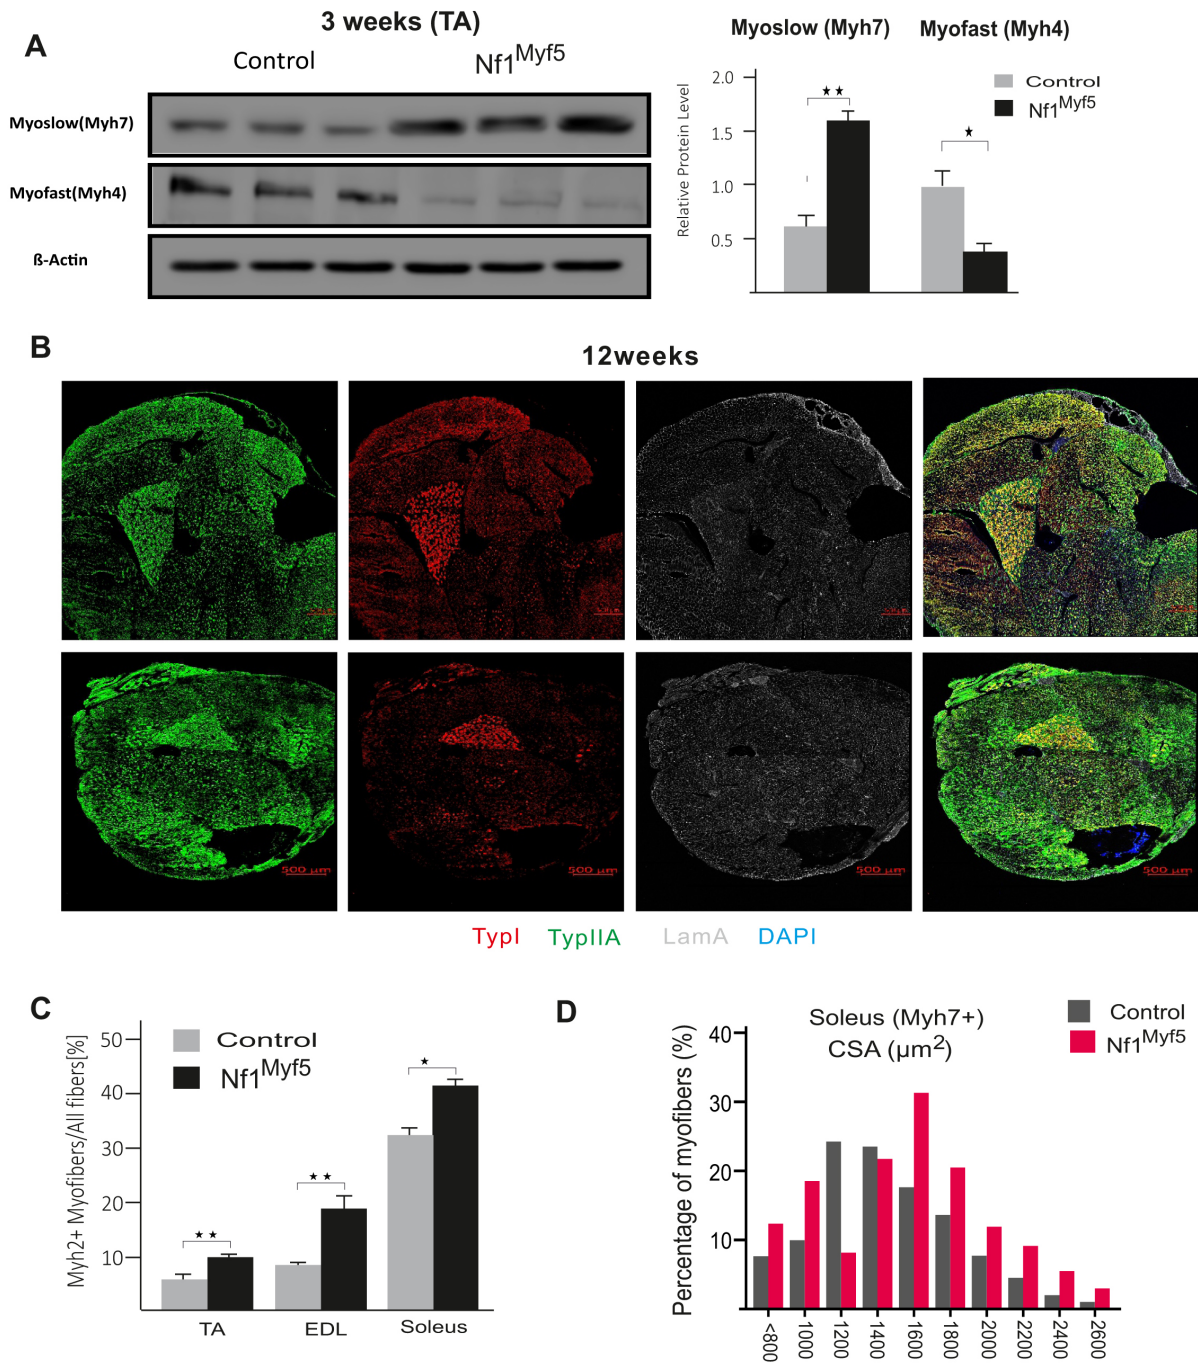 A
3 weeks (TA)
Control
Nf1Myf5
Myoslow(Myh7)
Myofast(Myh4)
ß-Actin
Myoslow (Myh7)
Myofast (Myh4)
Control
Nf1Myf5
Relative Protein Level
2.0
1.5
1.0
0.5
★★
★
B
12weeks
500 μm
500 μm
500 μm
500 μm
TypI TypIIA LamA DAPI
C
Myh2+ Myofibers/All fibers[%]
50
40
30
20
10
Control
Nf1Myf5
★★
★★
★
TA
EDL
Soleus
D
Soleus (Myh7+)
CSA (μm2)
Control
Nf1Myf5
Percentage of myofibers (%)
40
30
20
10
<800
1000
1200
1400
1600
1800
2000
2200
2400
2600